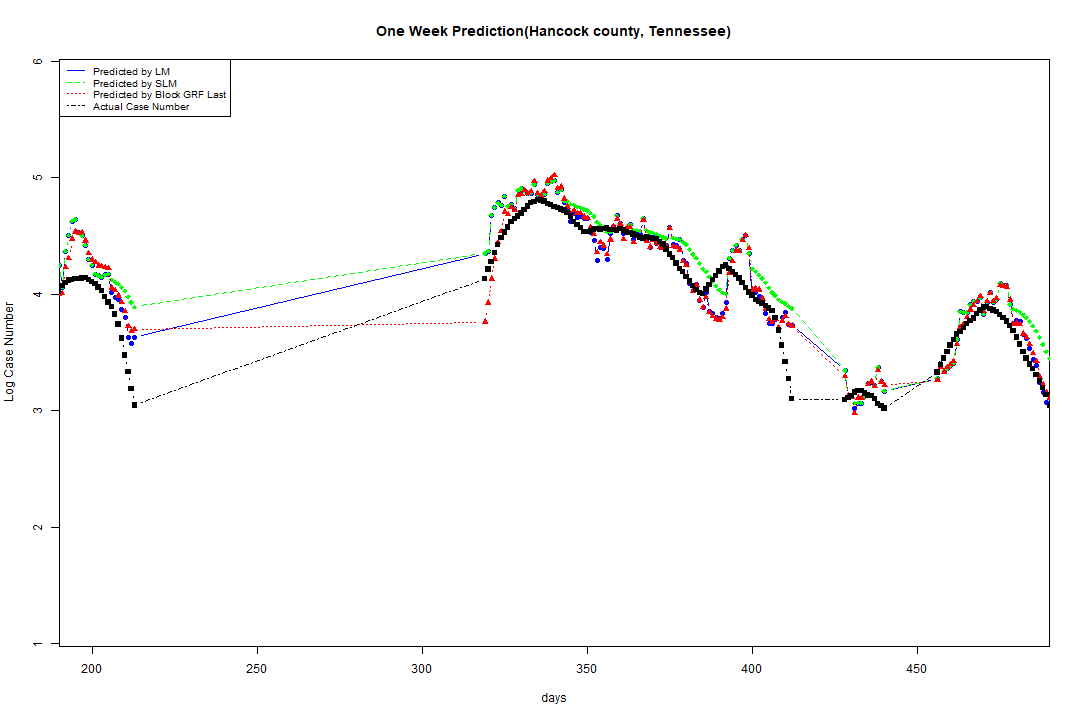 One Week Prediction(Hancock county, Tennessee)
Predicted by LM
Predicted by SLM
Predicted by Block GRF Last
Actual Case Number
6
5
4
3
2
1
Log Case Number
200 250 300 350 400 450
days